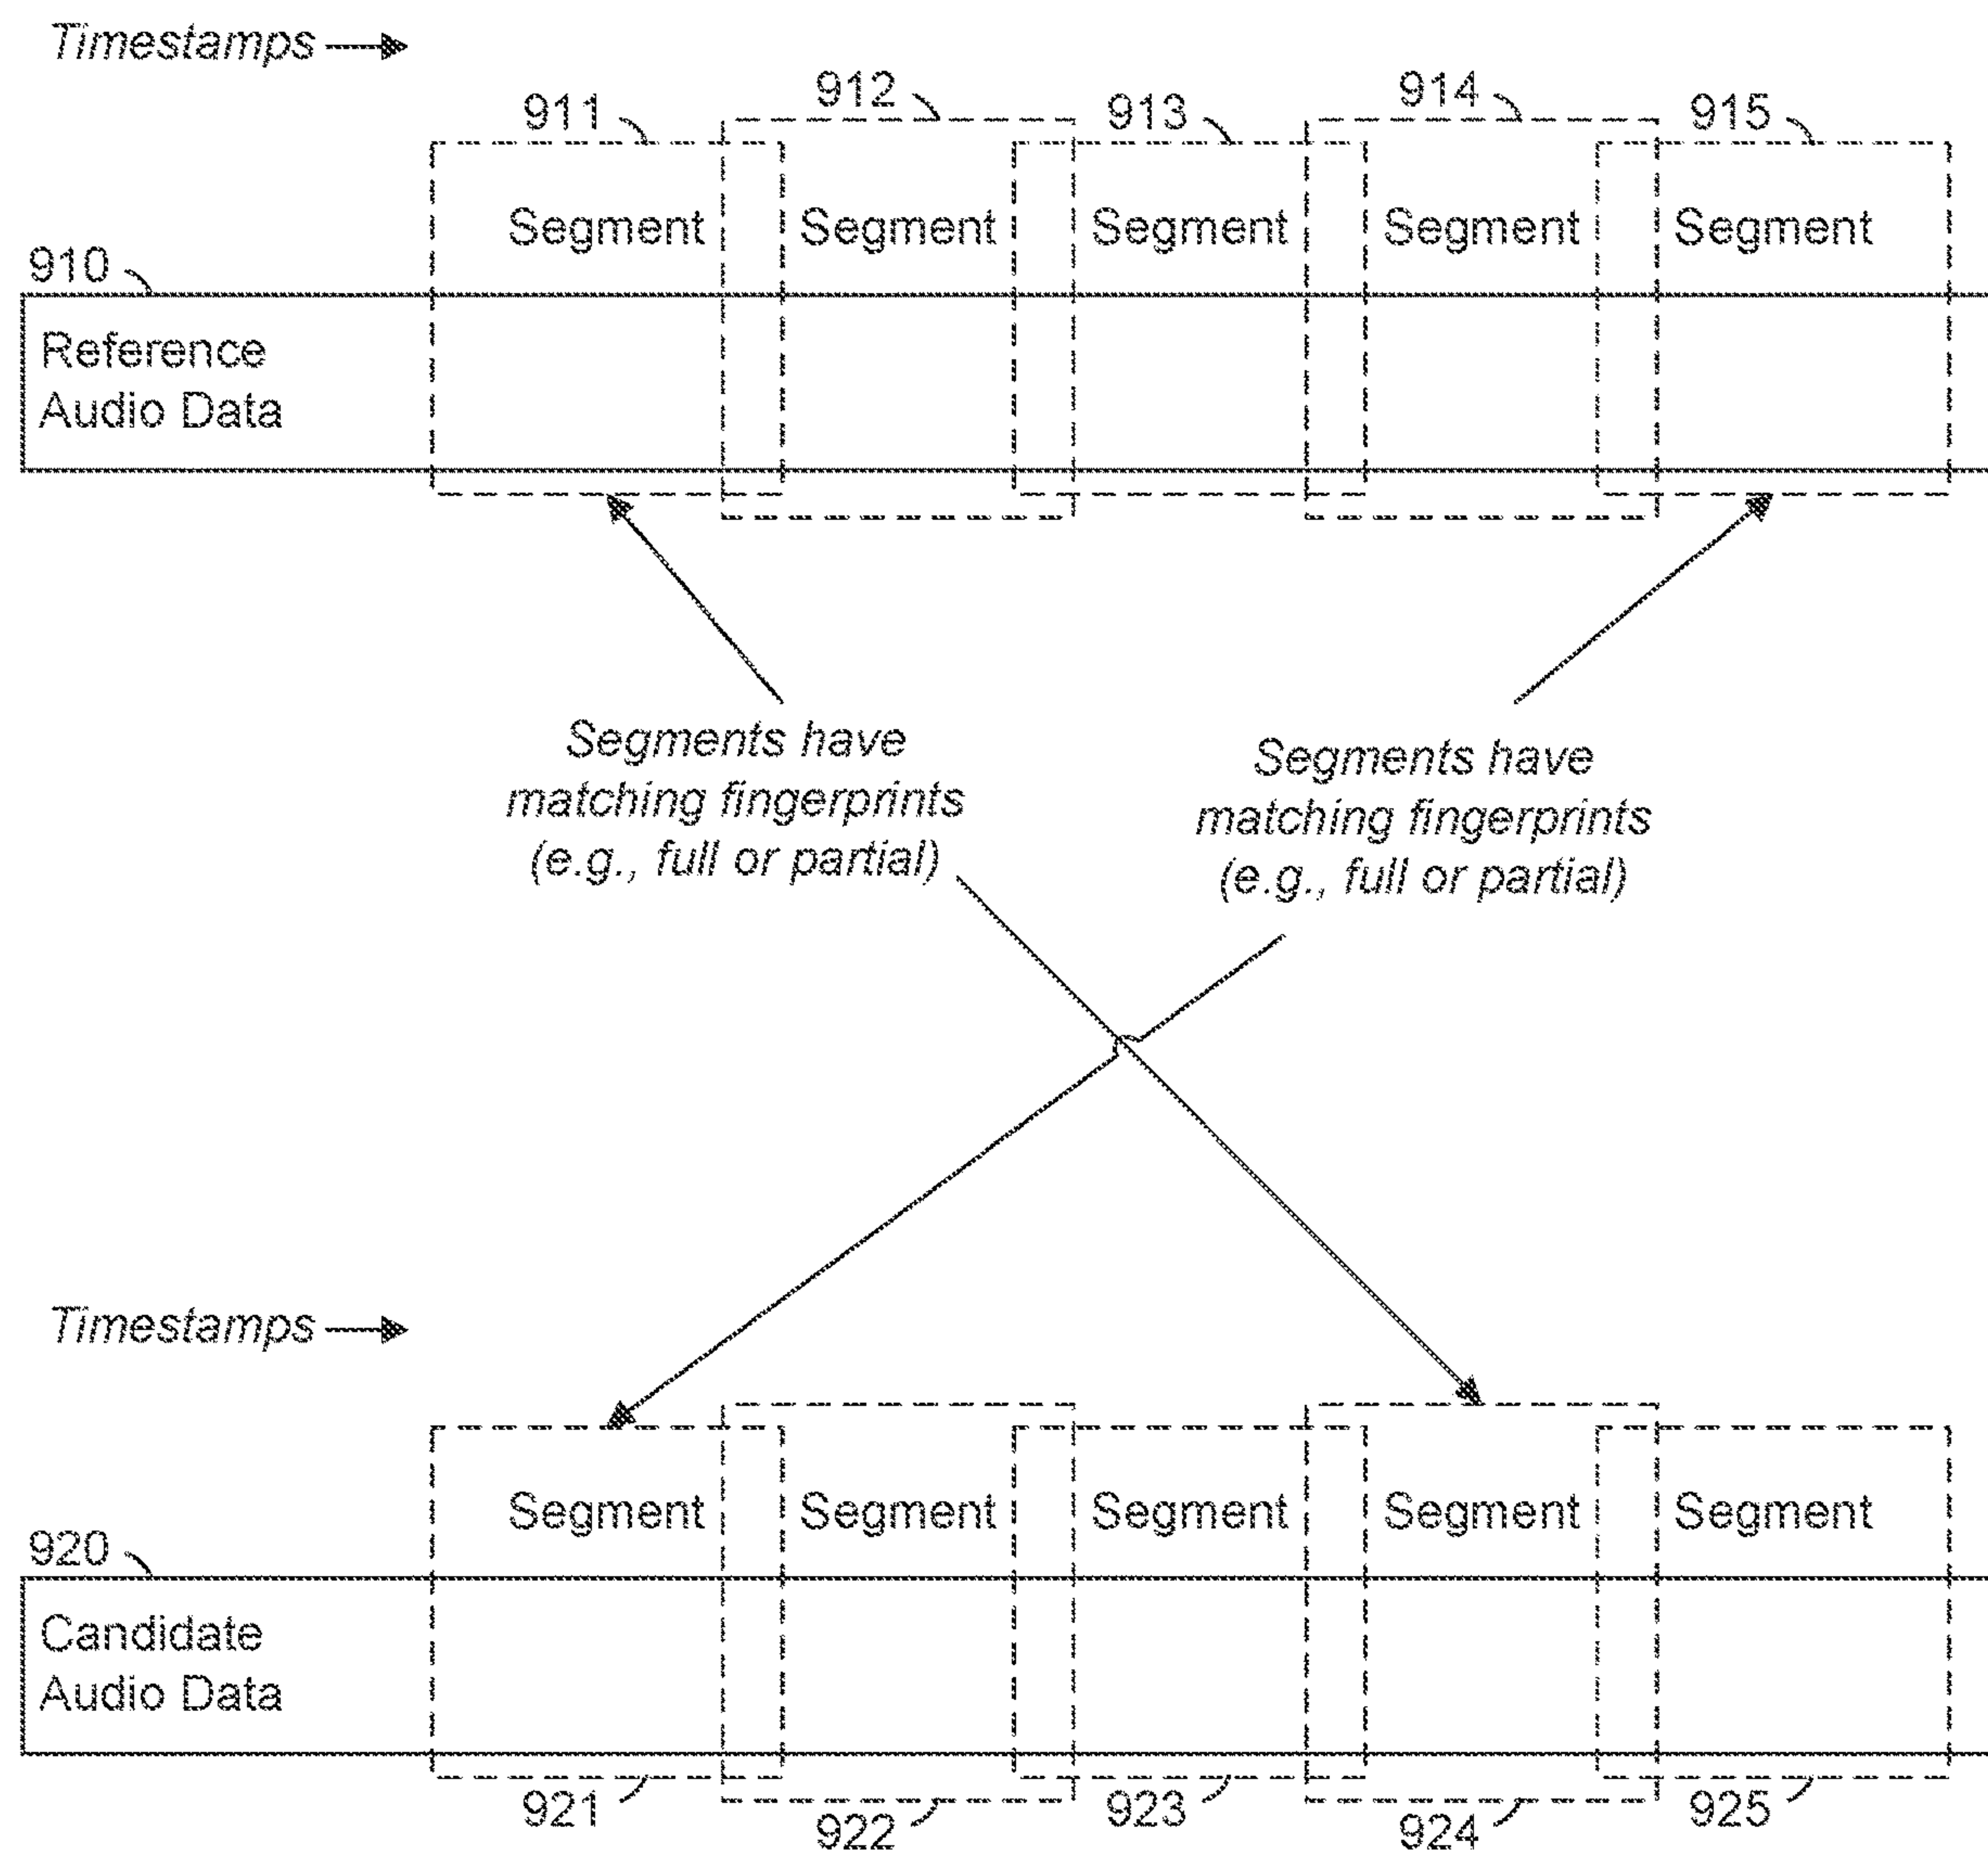 Timestamps
911
912
913
914
915
Segment
Segment
Segment
Segment
Segment
910
Reference
Audio Data
Segments have
matching fingerprints
(e.g., full or partial)
Segments have
matching fingerprints
(e.g., full or partial)
Timestamps
Segment
Segment
Segment
Segment
Segment
920
Candidate
Audio Data
921
922
923
924
925